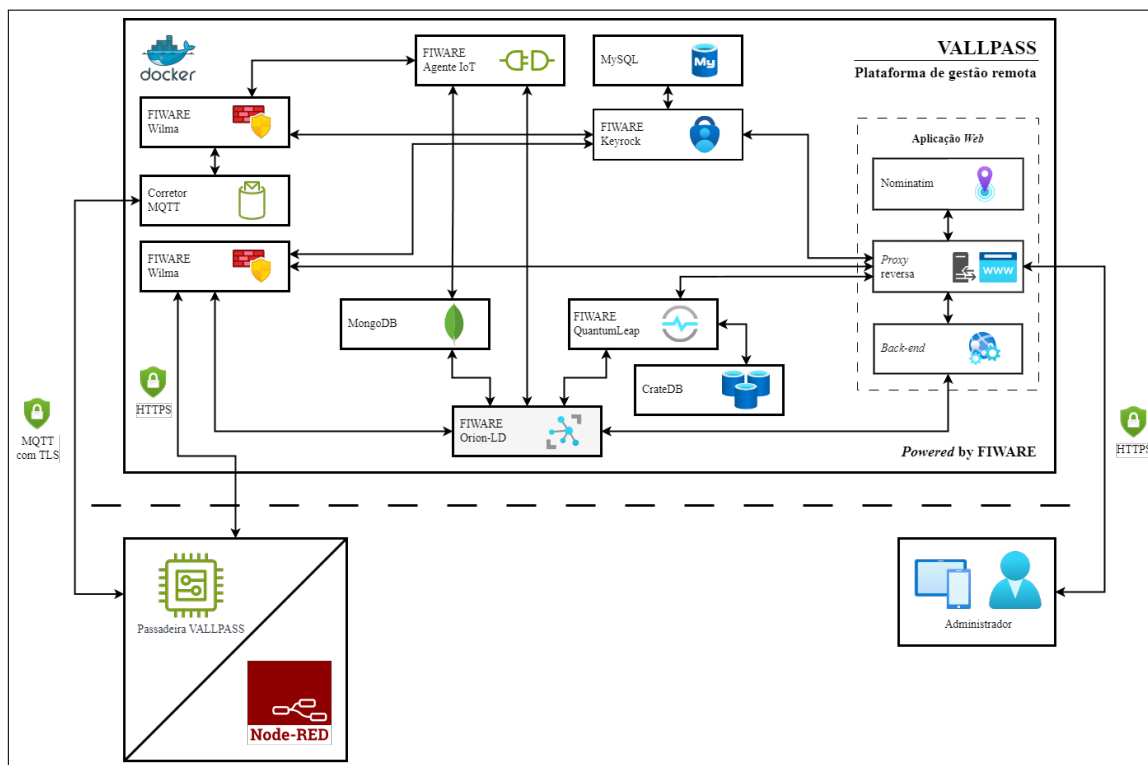 docker
VALLPASS
Plataforma de gestão remota
FIWARE
Agente IoT
MySQL
FIWARE
Wilma
FIWARE
Keyrock
Aplicação Web
Nominatim
Corretor
MQTT
FIWARE
Wilma
Proxy
reversa
WWW
MongoDB
FIWARE
QuantumLeap
Back-end
CrateDB
FIWARE
Orion-LD
HTTPS
MQTT
com TLS
HTTPS
Powered by FIWARE
Passadeira VALLPASS
Node-RED
Administrador
My